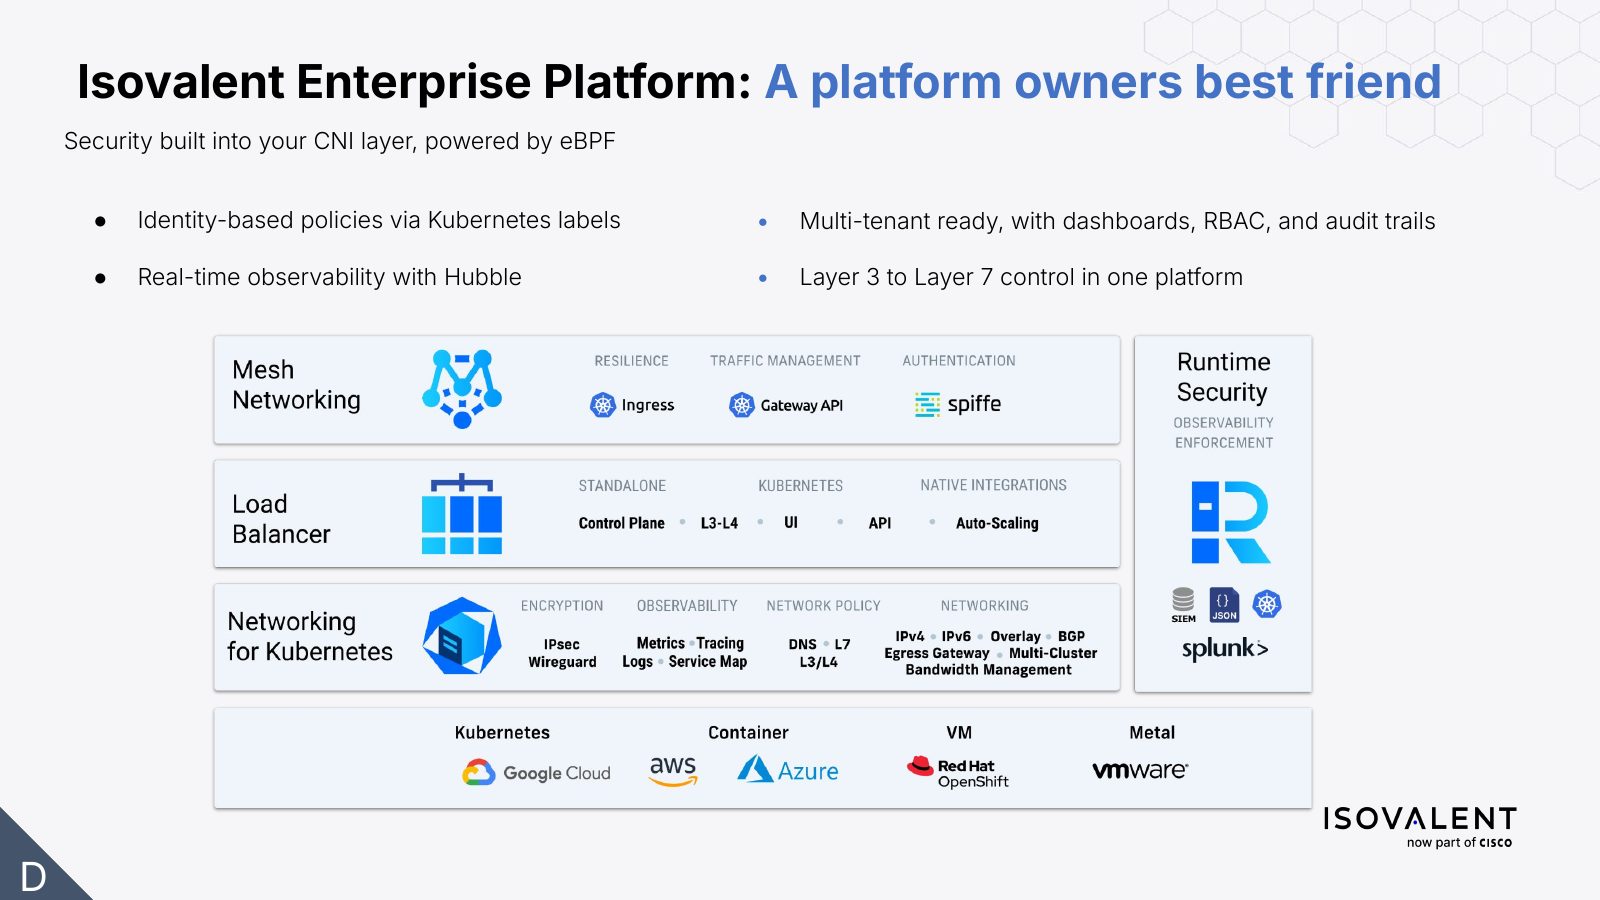 Isovalent Enterprise Platform: A platform owners best friend
Security built into your CNI layer, powered by eBPF
● Identity-based policies via Kubernetes labels
● Real-time observability with Hubble
• Multi-tenant ready, with dashboards, RBAC, and audit trails
• Layer 3 to Layer 7 control in one platform
Mesh
Networking
RESILIENCE TRAFFIC MANAGEMENT AUTHENTICATION
Ingress Gateway API spiffe
Load
Balancer
STANDALONE KUBERNETES NATIVE INTEGRATIONS
Control Plane • L3-L4 • UI • API • Auto-Scaling
Networking
for Kubernetes
ENCRYPTION
IPsec
Wireguard
OBSERVABILITY
Metrics • Tracing
Logs • Service Map
NETWORK POLICY
DNS • L7
L3/L4
NETWORKING
IPv4 • IPv6 • Overlay • BGP
Egress Gateway • Multi-Cluster
Bandwidth Management
Runtime
Security
OBSERVABILITY
ENFORCEMENT
SIEM {} JSON
splunk>
Kubernetes Container VM Metal
Google Cloud aws Azure Red Hat
OpenShift
vmware®
ISOVALENT
now part of CISCO
D